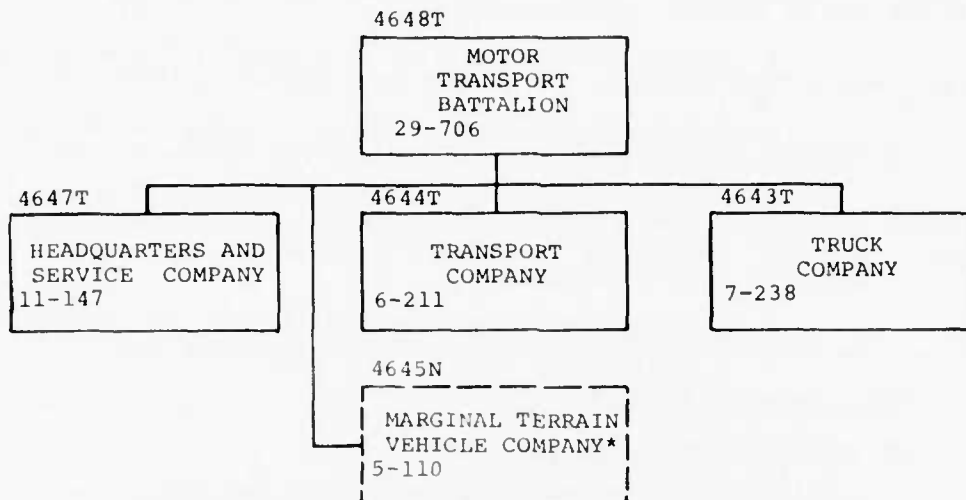 4648T
MOTOR
TRANSPORT
BATTALION
29-706
4647T
HEADQUARTERS AND
SERVICE COMPANY
11-147
4644T
TRANSPORT
COMPANY
6-211
4643T
TRUCK
COMPANY
7-238
4645N
MARGINAL TERRAIN
VEHICLE COMPANY*
5-110